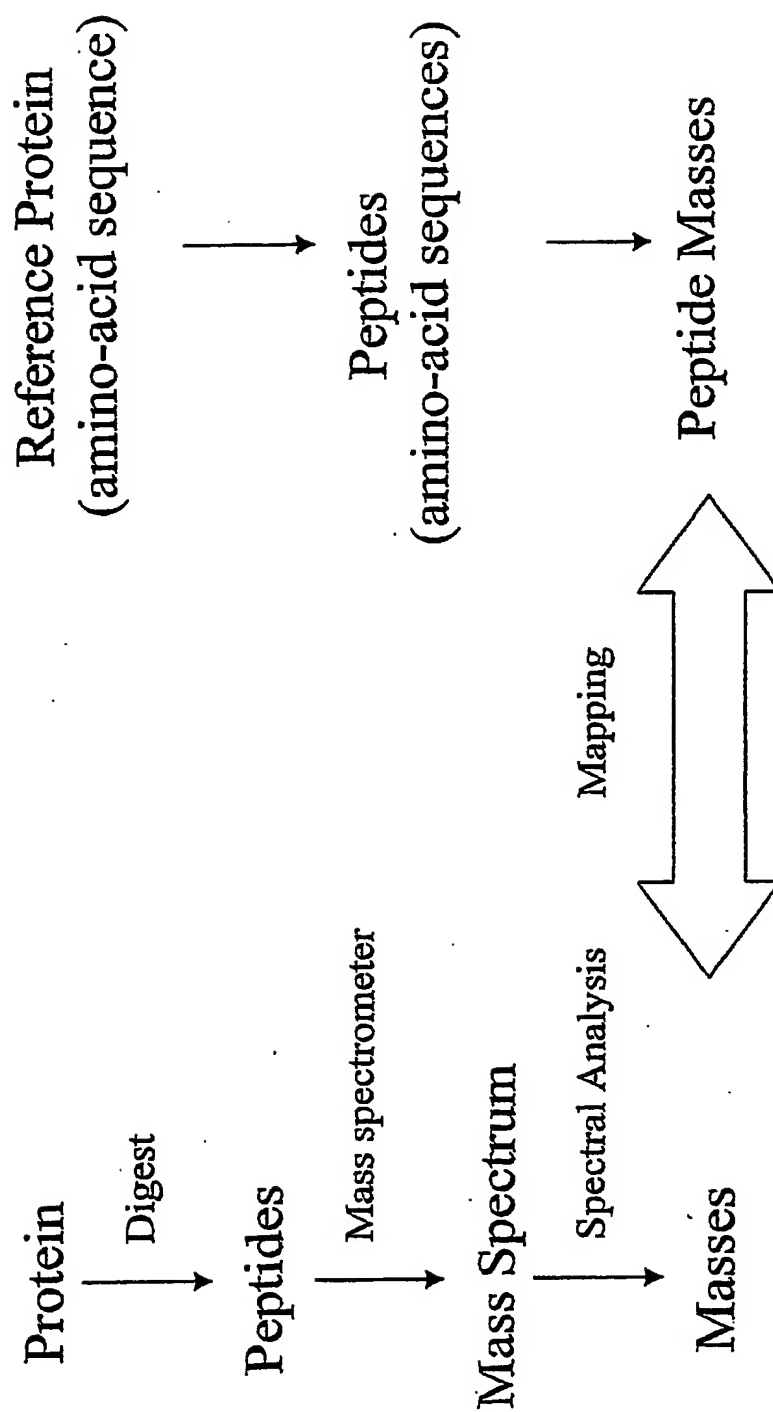 Protein
Digest
Peptides
Mass spectrometer
Mass Spectrum
Spectral Analysis
Masses
Mapping
Reference Protein
(amino-acid sequence)
Peptides
(amino-acid sequences)
Peptide Masses